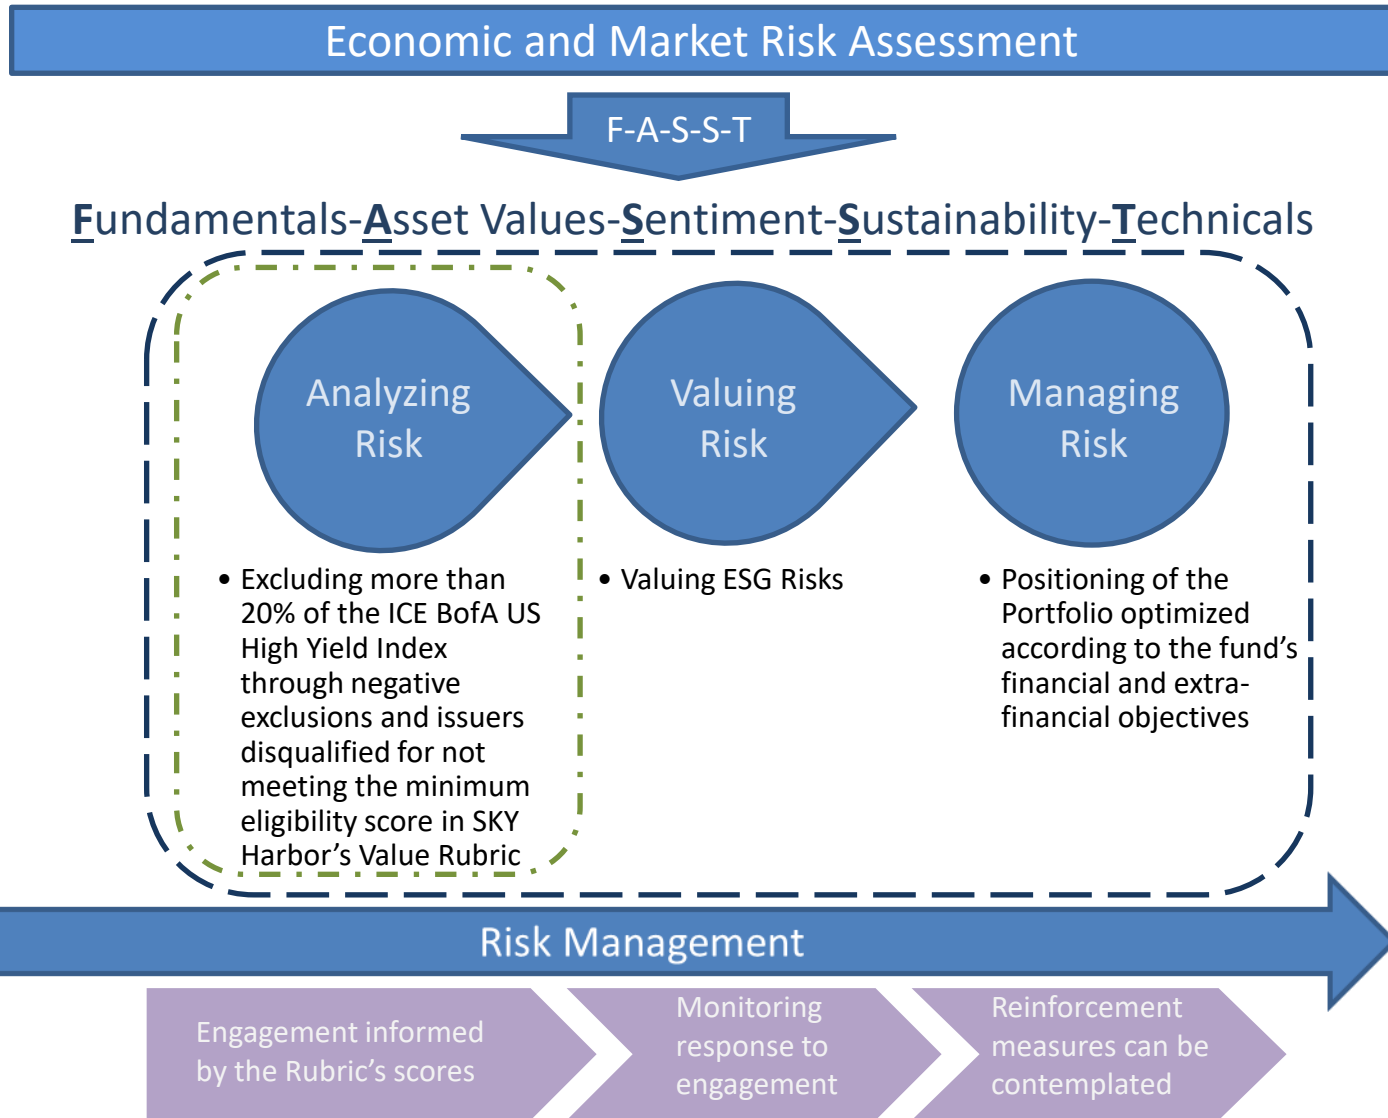 Economic and Market Risk Assessment
F-A-S-S-T
Fundamentals-Asset Values-Sentiment-Sustainability-Technicals
Analyzing
Risk
Valuing
Risk
Managing
Risk
• Excluding more than
20% of the ICE BofA US
High Yield Index
through negative
exclusions and issuers
disqualified for not
meeting the minimum
eligibility score in SKY
Harbor’s Value Rubric
• Valuing ESG Risks
• Positioning of the
Portfolio optimized
according to the fund’s
financial and extra-
financial objectives
Risk Management
Engagement informed
by the Rubric’s scores
Monitoring
response to
engagement
Reinforcement
measures can be
contemplated